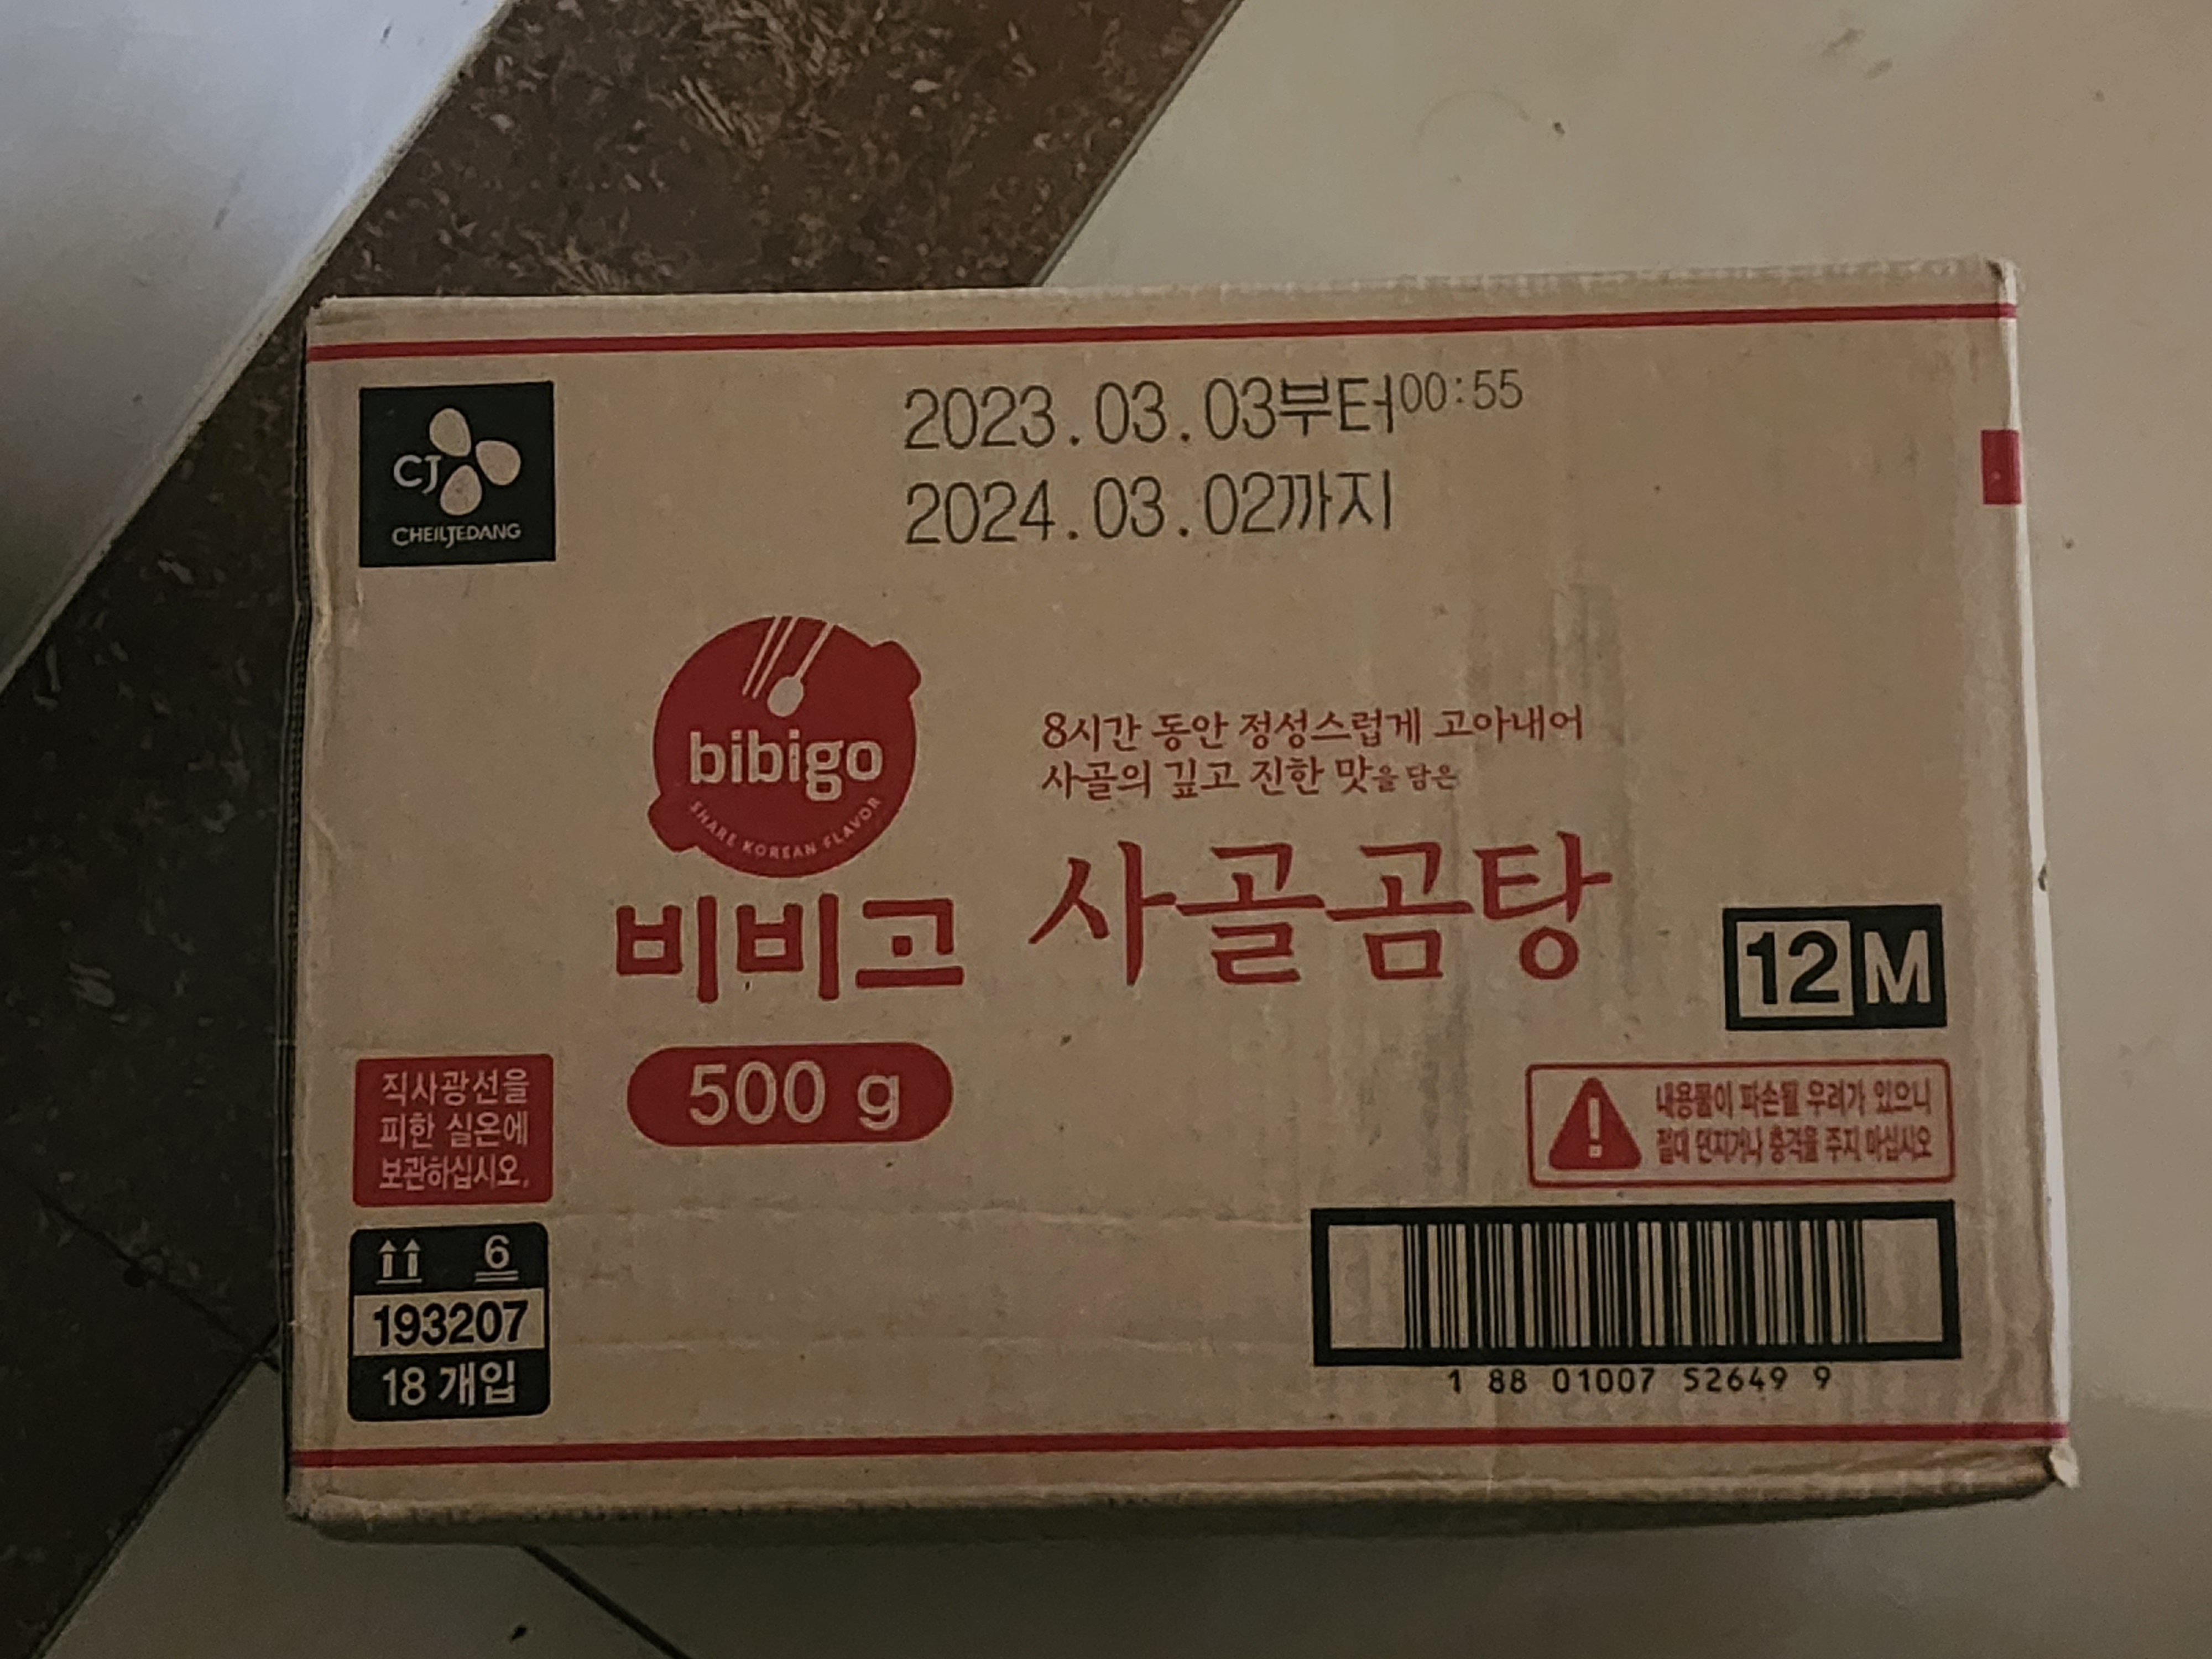 2023.03.03부터00:55
2024.03.02까지
CJ
CHEILJEDANG
bibigo
SHARE KOREAN FLAVOR
비비고
8시간 동안 정성스럽게 고아내어
사골의 깊고 진한 맛을 담은
사골곰탕
12M
500 g
직사광선을
피한 실온에
보관하십시오.
내용물이 파손될 우려가 있으니
절대 던지거나 충격을 주지 마십시오
6
193207
18개입
1 88 01007 52649 9